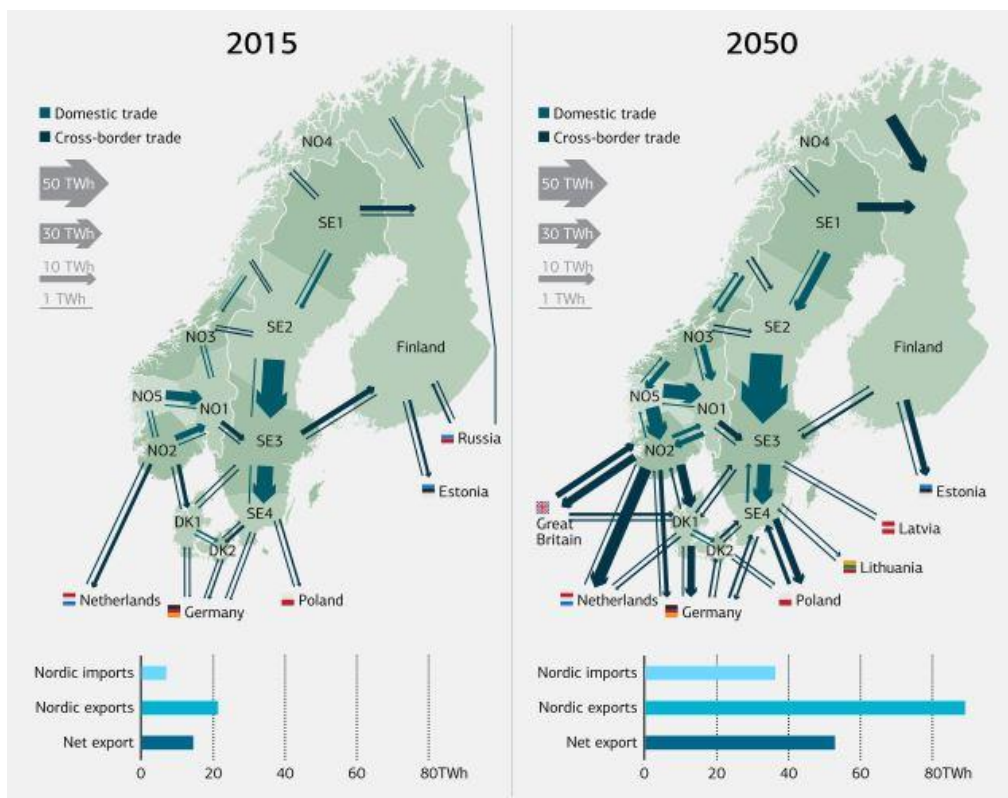 2015
Domestic trade
Cross-border trade
50 TWh
30 TWh
10 TWh
1 TWh
NO4
SE1
SE2
NO3
Finland
NO5
NO1
SE3
NO2
Russia
Estonia
SE4
DK1
DK2
Netherlands
Germany
Poland
Nordic imports
Nordic exports
Net export
0 20 40 60 80TWh
2050
Domestic trade
Cross-border trade
50 TWh
30 TWh
10 TWh
1 TWh
NO4
SE1
SE2
NO3
Finland
NO5
NO1
SE3
NO2
Estonia
Great
Britain
DK1
SE4
Latvia
DK2
Lithuania
Netherlands
Germany
Poland
Nordic imports
Nordic exports
Net export
0 20 40 60 80TWh